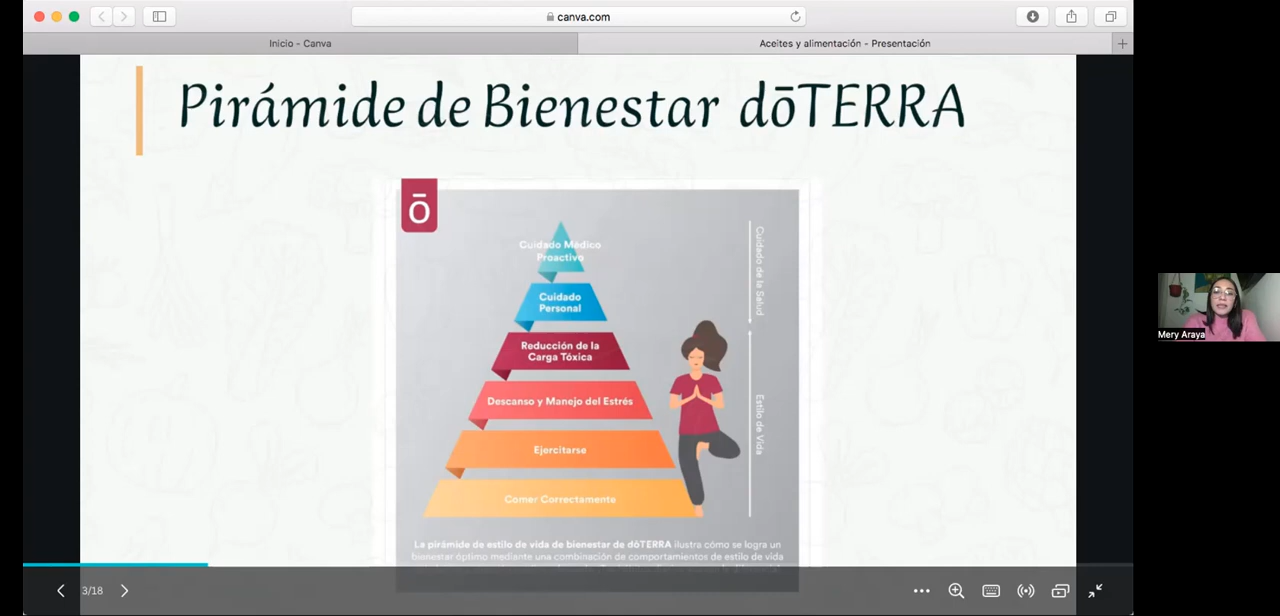 canva.com
Inicio - Canva
Aceites y alimentación - Presentación
Pirámide de Bienestar dōTERRA
ō
Cuidado Médico
Proactivo
Cuidado
Personal
Reducción de la
Carga Tóxica
Descanso y Manejo del Estrés
Ejercitarse
Comer Correctamente
Cuidado de la Salud
Estilo de Vida
La pirámide de estilo de vida de bienestar de dōTERRA ilustra cómo se logra un
bienestar óptimo mediante una combinación de comportamientos de estilo de vida
3/18
Mery Araya